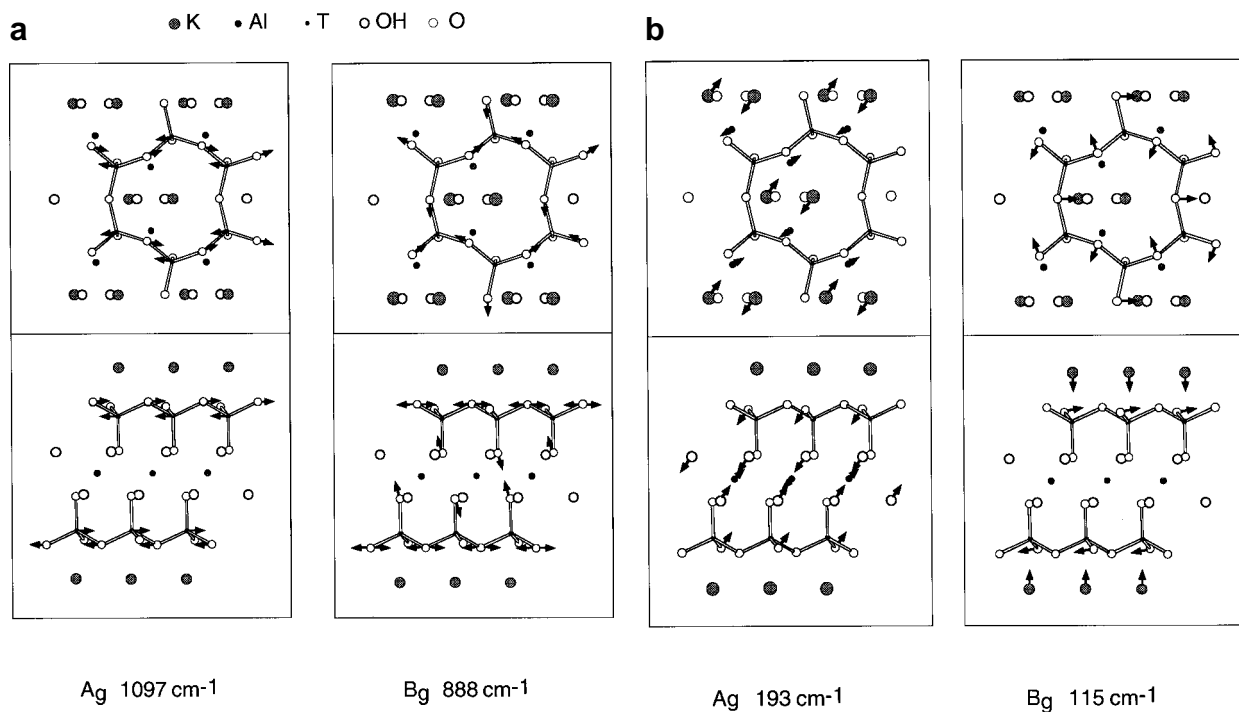 K Al T OH O
a
b
Ag 1097 cm-1
Bg 888 cm-1
Ag 193 cm-1
Bg 115 cm-1